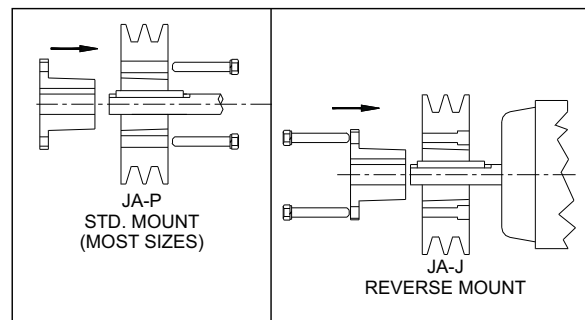 JA-P
STD. MOUNT
(MOST SIZES)
JA-J
REVERSE MOUNT